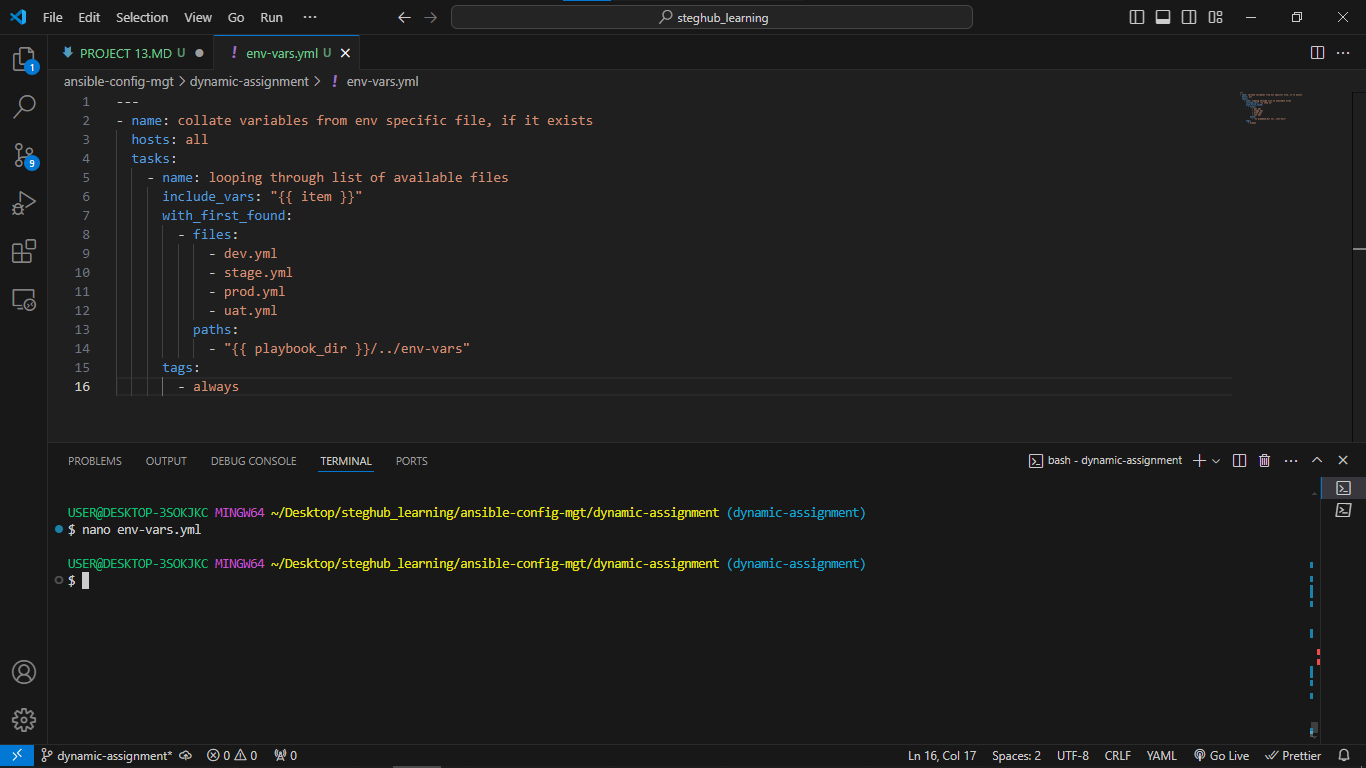 File Edit Selection View Go Run ··· steghub_learning
PROJECT 13.MD U ● ! env-vars.yml U
ansible-config-mgt > dynamic-assignment > ! env-vars.yml
1 ---
2 - name: collate variables from env specific file, if it exists
3 hosts: all
4 tasks:
5 - name: looping through list of available files
6 include_vars: "{{ item }}"
7 with_first_found:
8 - files:
9 - dev.yml
10 - stage.yml
11 - prod.yml
12 - uat.yml
13 paths:
14 - "{{ playbook_dir }}/../env-vars"
15 tags:
16 - always
1
9
PROBLEMS OUTPUT DEBUG CONSOLE TERMINAL PORTS bash - dynamic-assignment
USER@DESKTOP-3SOKJKC MINGW64 ~/Desktop/steghub_learning/ansible-config-mgt/dynamic-assignment (dynamic-assignment)
$ nano env-vars.yml
USER@DESKTOP-3SOKJKC MINGW64 ~/Desktop/steghub_learning/ansible-config-mgt/dynamic-assignment (dynamic-assignment)
$
dynamic-assignment* 0 0 0 Ln 16, Col 17 Spaces: 2 UTF-8 CRLF YAML Go Live Prettier